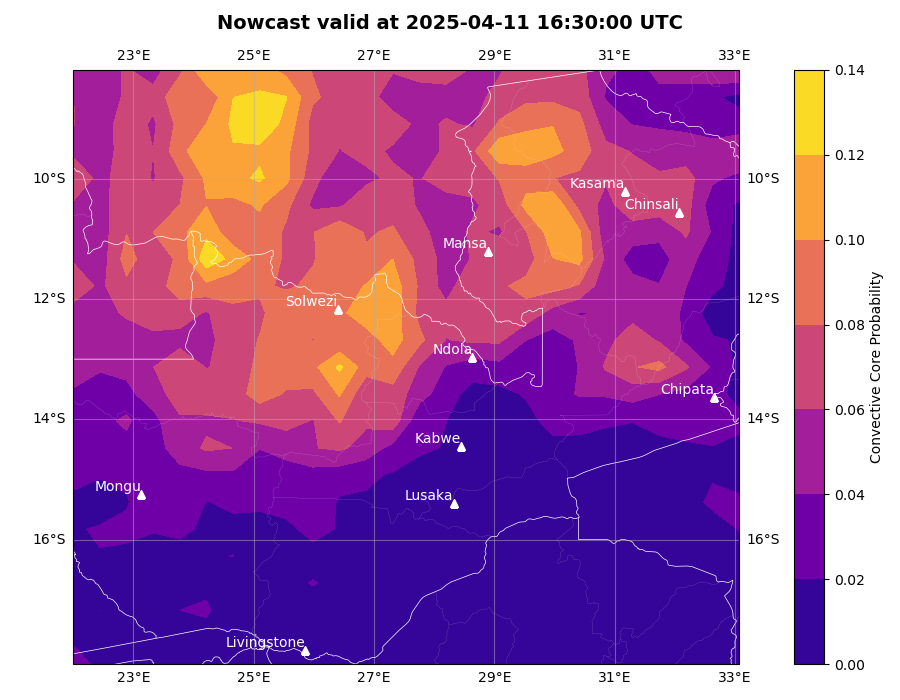 Nowcast valid at 2025-04-11 16:30:00 UTC
23°E 25°E 27°E 29°E 31°E 33°E
0.14
0.12
10°S Kasama 10°S
Chinsali
0.10
Mansa
12°S Solwezi 12°S
0.08
Ndola
Chipata
14°S 14°S
0.06
Kabwe
Mongu
Lusaka
0.04
16°S 16°S
0.02
Livingstone
0.00
23°E 25°E 27°E 29°E 31°E 33°E
Convective Core Probability